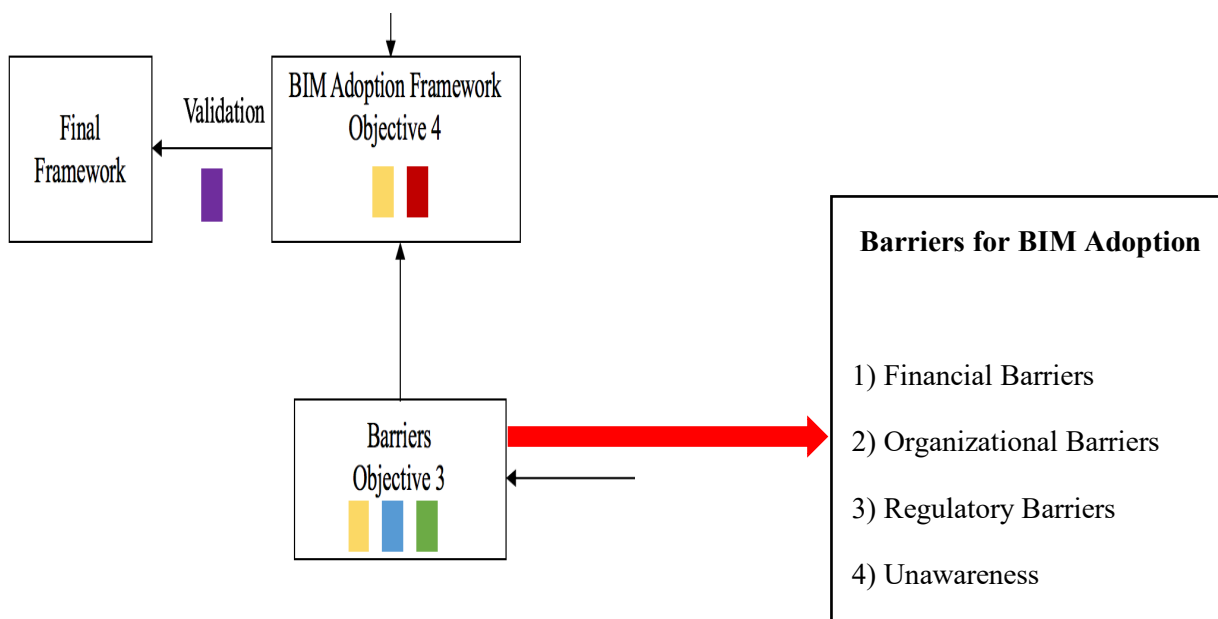 Final
Framework
Validation
BIM Adoption Framework
Objective 4
Barriers
Objective 3
Barriers for BIM Adoption
1) Financial Barriers
2) Organizational Barriers
3) Regulatory Barriers
4) Unawareness